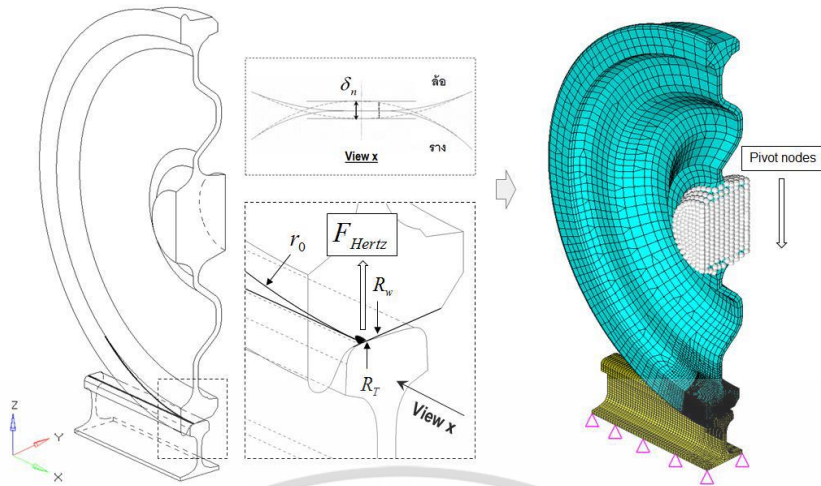 δn
ล้อ
View x
ราง
FHertz
r0
Rw
RT
View x
Pivot nodes
Z
Y
X